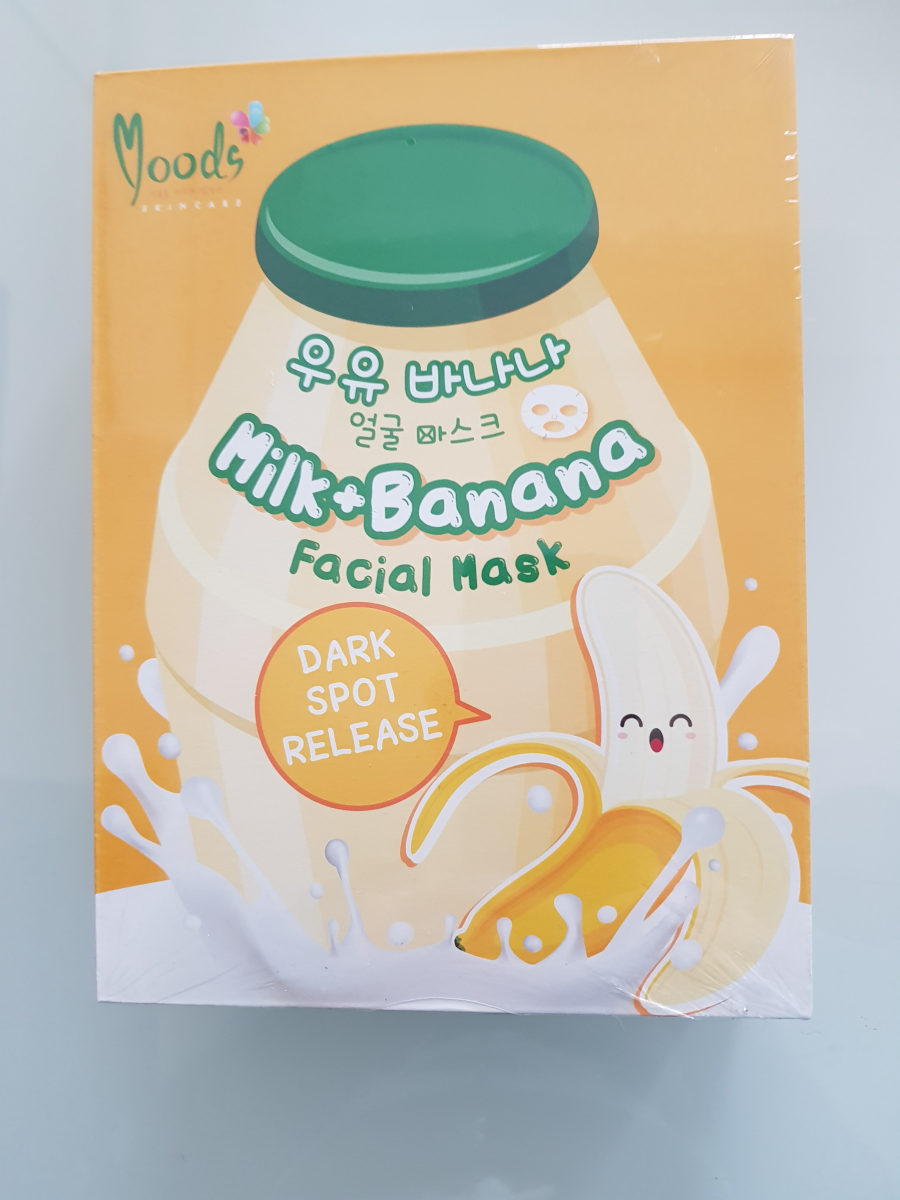 Moods
SKINCARE
우유 바나나
얼굴 마스크
Milk+Banana
Facial Mask
DARK
SPOT
RELEASE